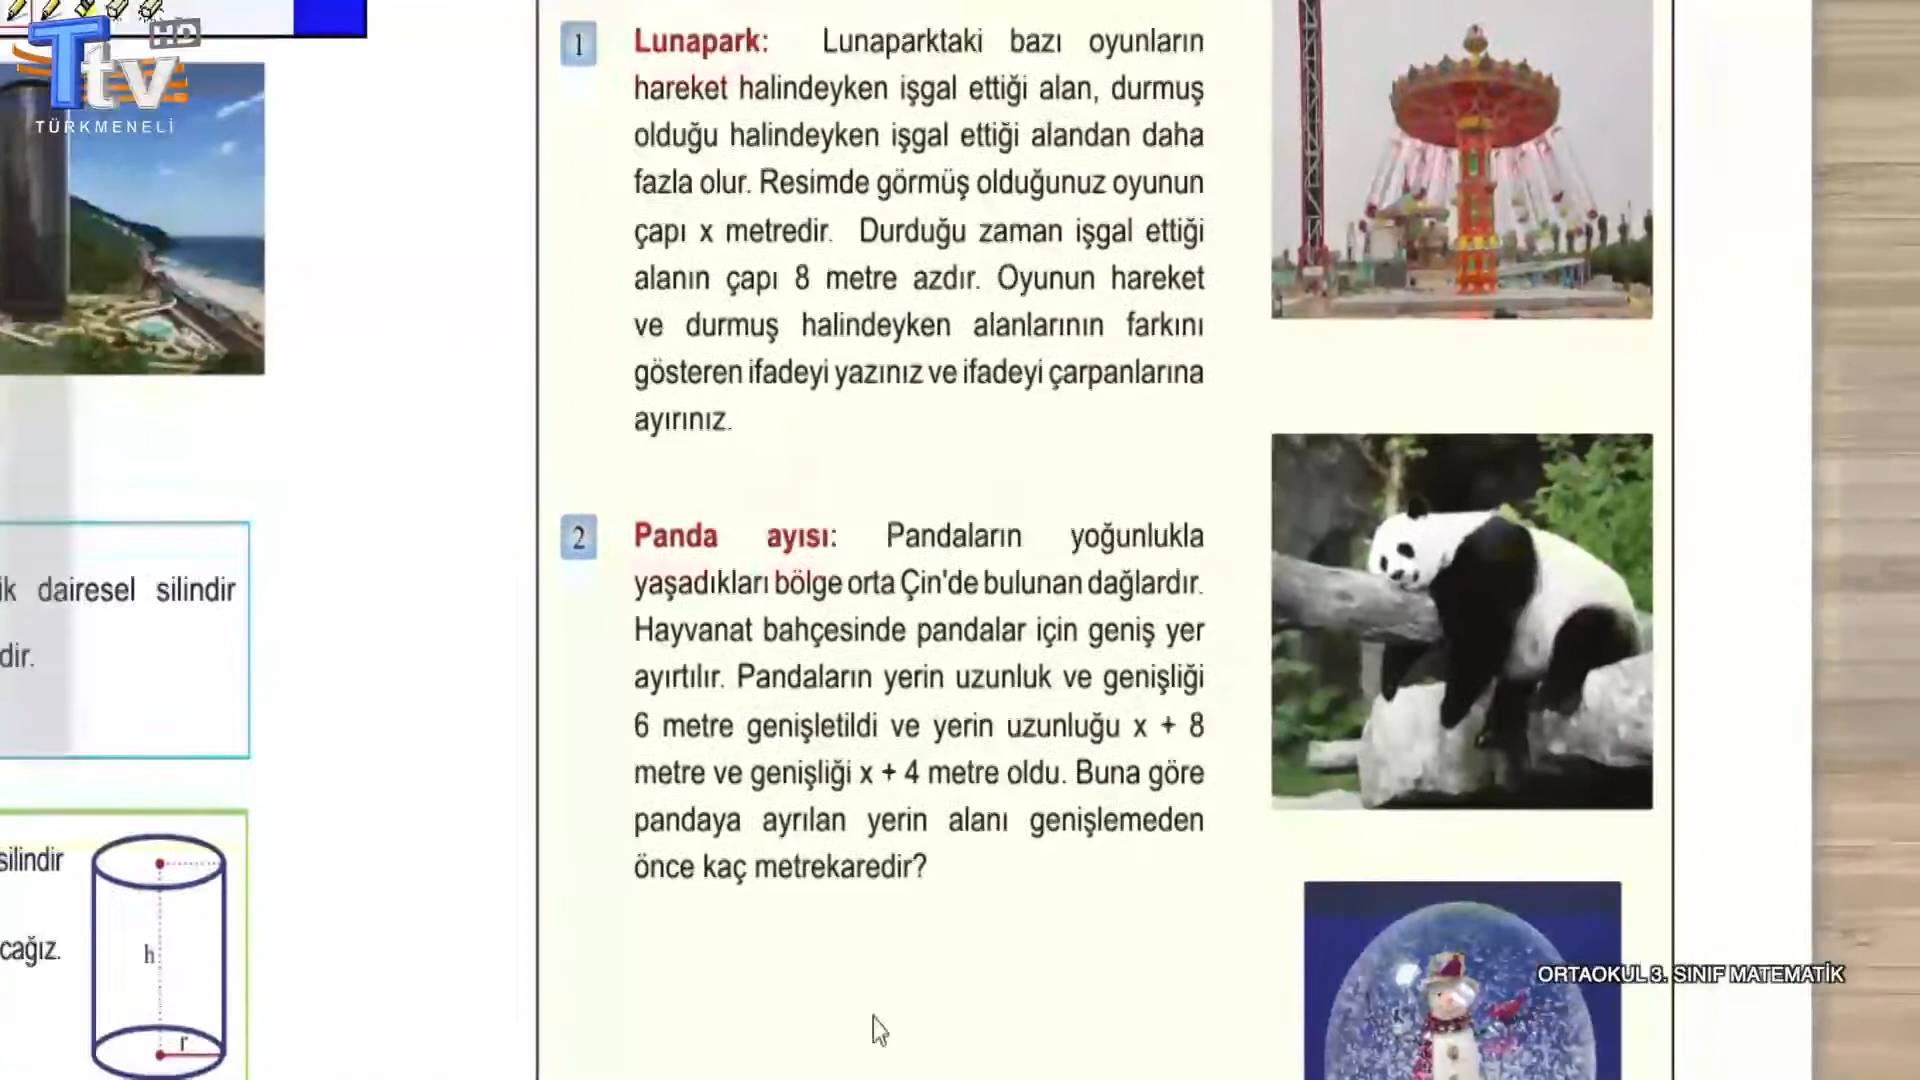 HD
Ttv
TÜRKMENELİ
ik dairesel silindir
dir.
silindir
cağız.
h
r
1
Lunapark: Lunaparktaki bazı oyunların
hareket halindeyken işgal ettiği alan, durmuş
olduğu halindeyken işgal ettiği alandan daha
fazla olur. Resimde görmüş olduğunuz oyunun
çapı x metredir. Durduğu zaman işgal ettiği
alanın çapı 8 metre azdır. Oyunun hareket
ve durmuş halindeyken alanlarının farkını
gösteren ifadeyi yazınız ve ifadeyi çarpanlarına
ayırınız.
2
Panda ayısı: Pandaların yoğunlukla
yaşadıkları bölge orta Çin'de bulunan dağlardır.
Hayvanat bahçesinde pandalar için geniş yer
ayırtılır. Pandaların yerin uzunluk ve genişliği
6 metre genişletildi ve yerin uzunluğu x + 8
metre ve genişliği x + 4 metre oldu. Buna göre
pandaya ayrılan yerin alanı genişlemeden
önce kaç metrekaredir?
ORTAOKUL 3. SINIF MATEMATİK